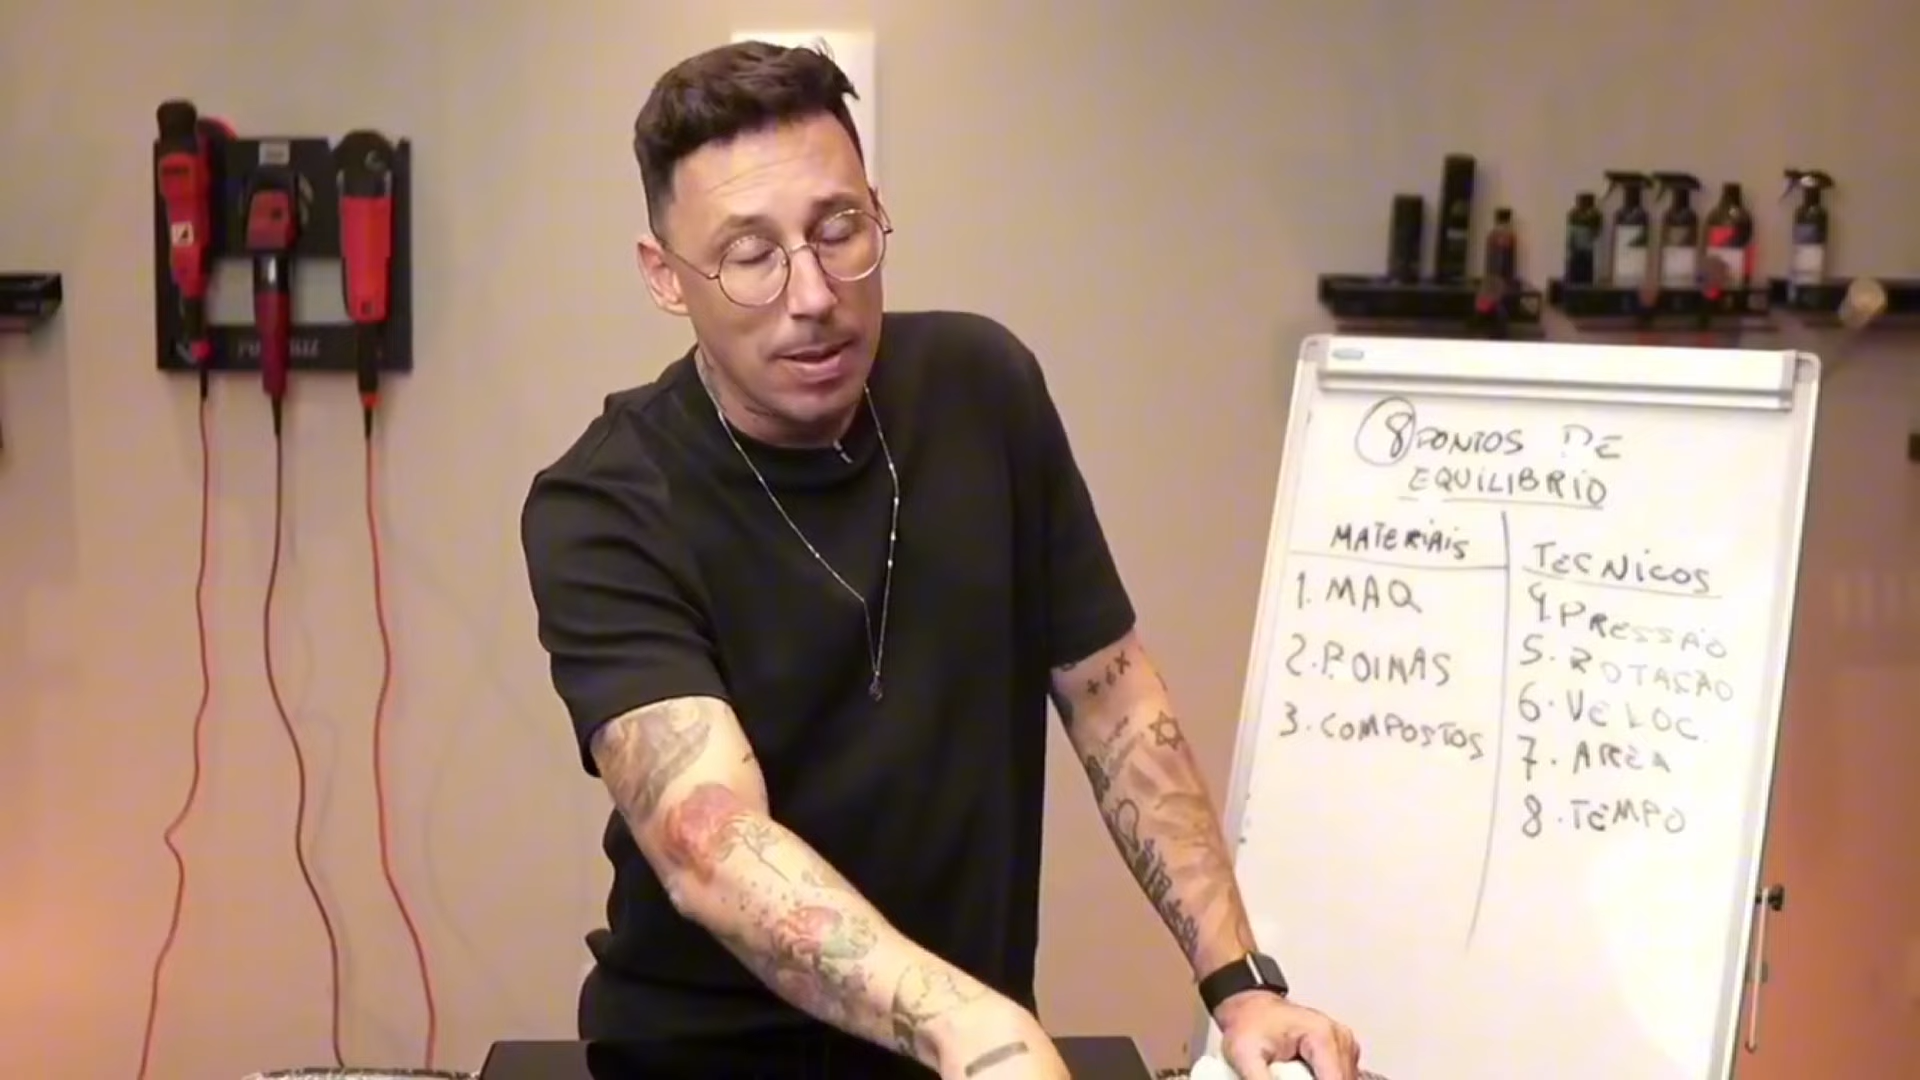 8 PONTOS DE
EQUILIBRIO
MATERIAIS
1. MAQ
2. BOINAS
3. COMPOSTOS
TECNICOS
4. PRESSÃO
5. ROTAÇÃO
6. VELOC.
7. AREA
8. TEMPO